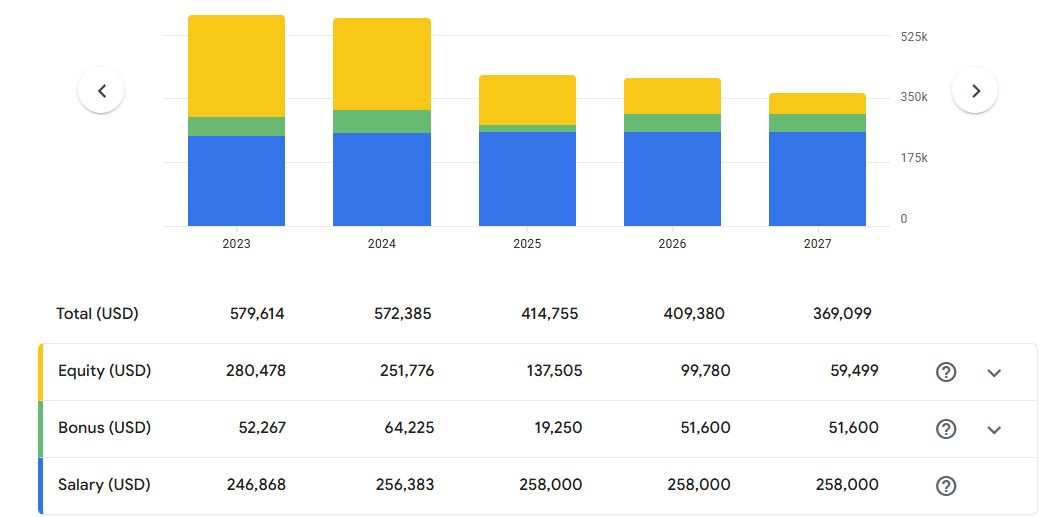 525k
350k
175k
0
2023 2024 2025 2026 2027
Total (USD) 579,614 572,385 414,755 409,380 369,099
Equity (USD) 280,478 251,776 137,505 99,780 59,499
Bonus (USD) 52,267 64,225 19,250 51,600 51,600
Salary (USD) 246,868 256,383 258,000 258,000 258,000